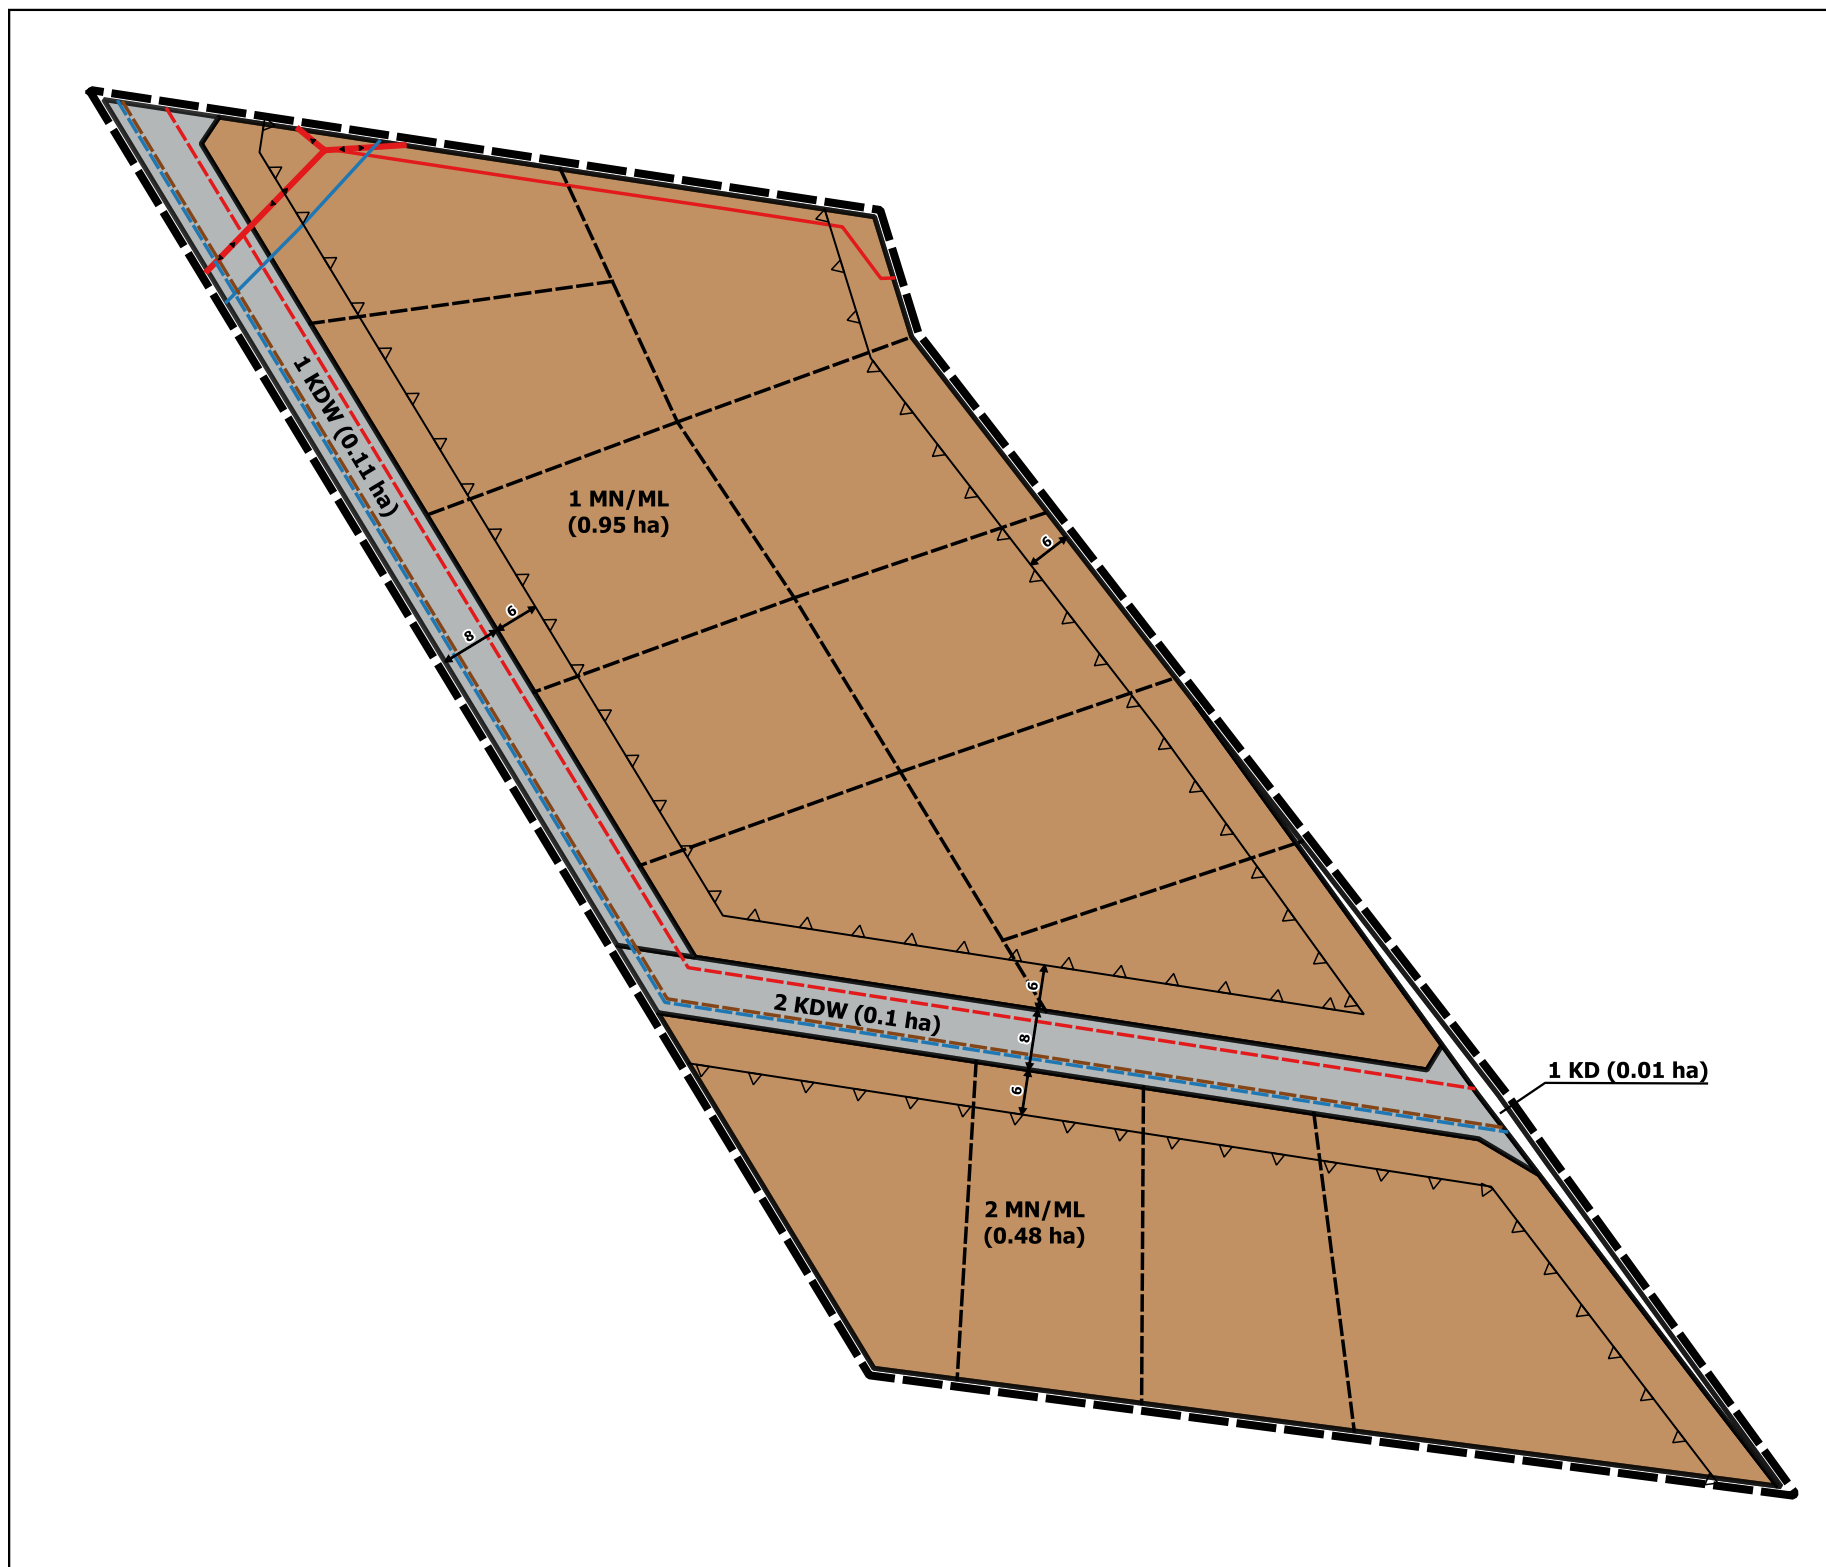 1 KDW (0.11 ha)
1 MN/ML
(0.95 ha)
6
6
8
6
2 KDW (0.1 ha)
8
6
1 KD (0.01 ha)
2 MN/ML
(0.48 ha)